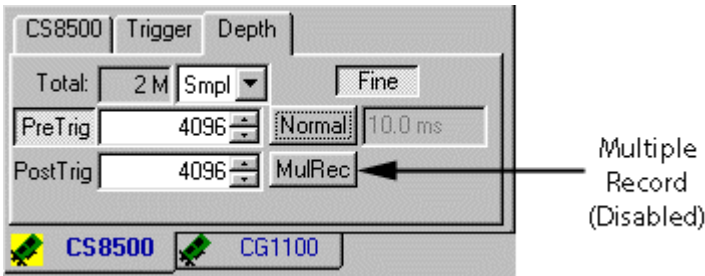 CS8500 Trigger Depth
Total: 2 M Smpl Fine
PreTrig 4096 Normal 10.0 ms
PostTrig 4096 MulRec
Multiple
Record
(Disabled)
CS8500 CG1100